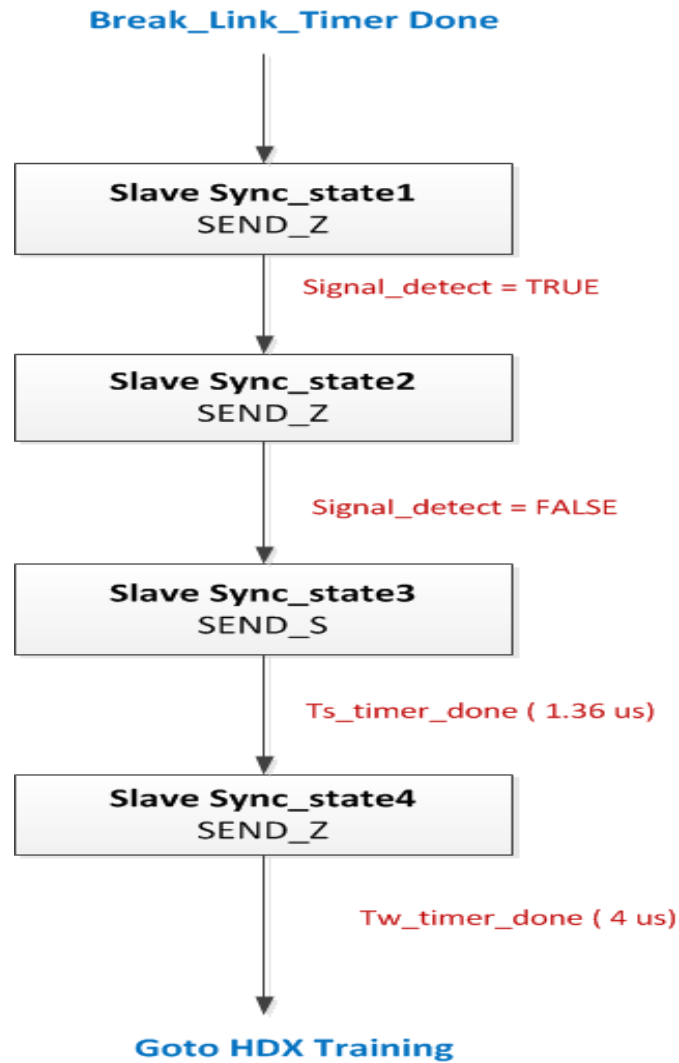 Break_Link_Timer Done
Slave Sync_state1
SEND_Z
Signal_detect = TRUE
Slave Sync_state2
SEND_Z
Signal_detect = FALSE
Slave Sync_state3
SEND_S
Ts_timer_done ( 1.36 us)
Slave Sync_state4
SEND_Z
Tw_timer_done ( 4 us)
Goto HDX Training